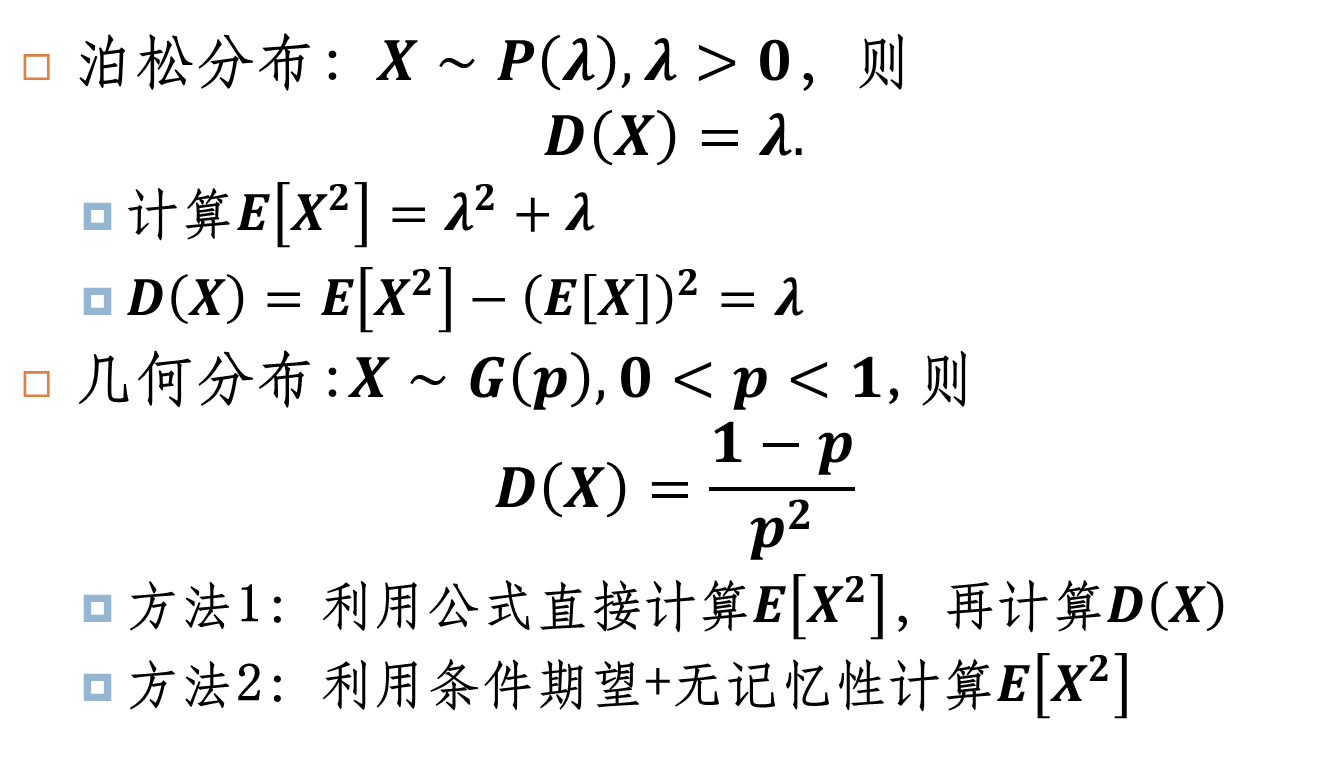 泊松分布：X ~ P(λ), λ > 0，则
D(X) = λ.
计算E[X²] = λ² + λ
D(X) = E[X²] − (E[X])² = λ
几何分布:X ~ G(p), 0 < p < 1, 则
D(X) = (1 − p)/p²
方法1：利用公式直接计算E[X²]，再计算D(X)
方法2：利用条件期望+无记忆性计算E[X²]